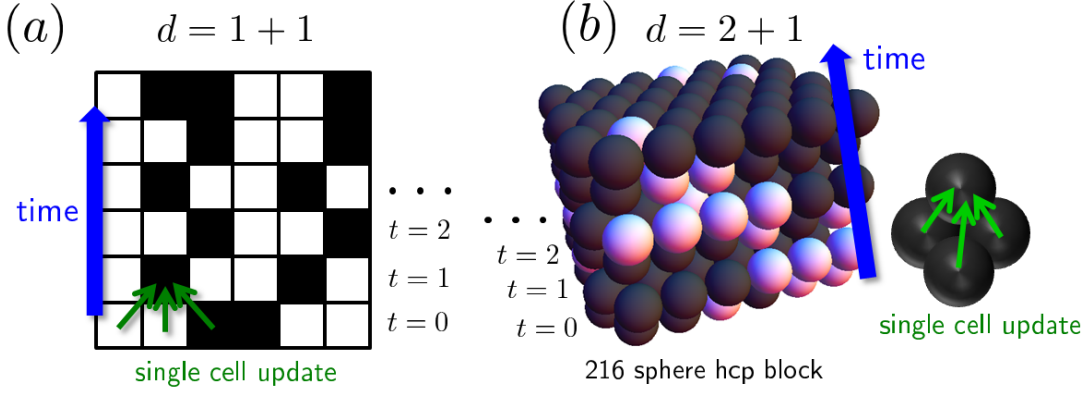 (a) d = 1 + 1
time
t = 2
t = 1
t = 0
single cell update
(b) d = 2 + 1
time
t = 2
t = 1
t = 0
216 sphere hcp block
single cell update